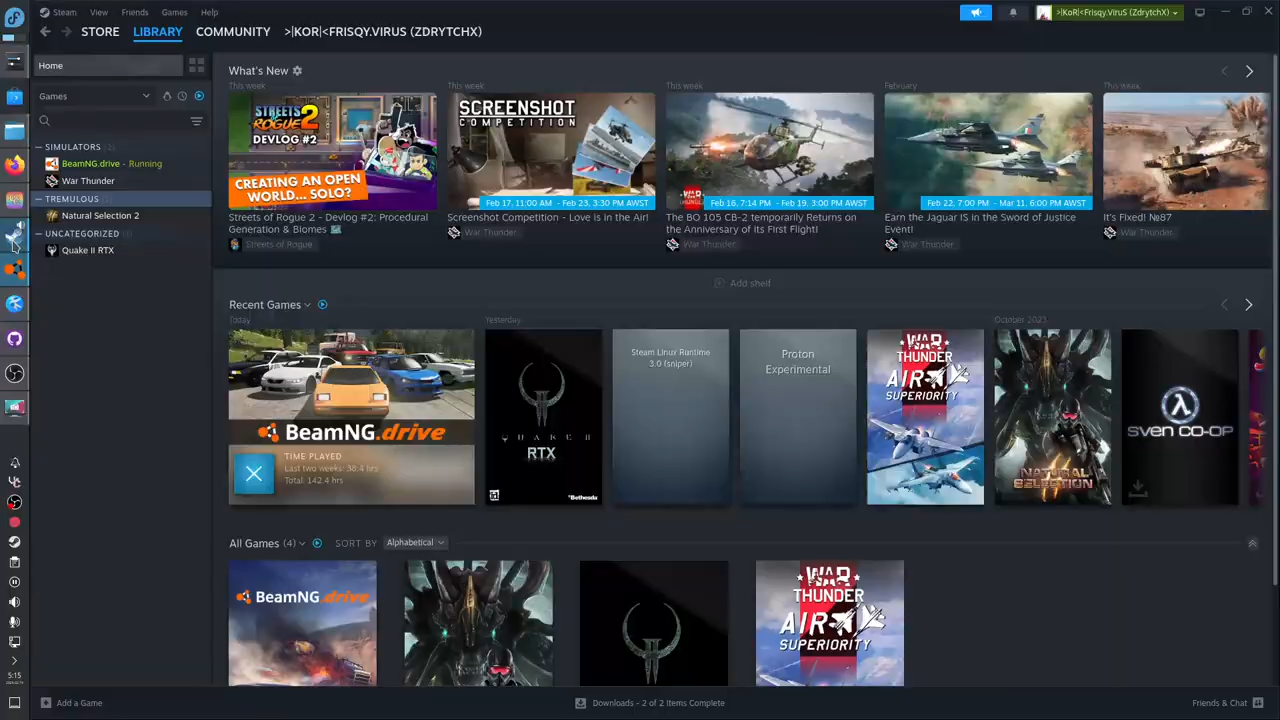 Steam View Friends Games Help
>|KoR|<Frisqy.ViruS (ZdrytchX)
STORE LIBRARY COMMUNITY >|KOR|<FRISQY.VIRUS (ZDRYTCHX)
Home
Games
SIMULATORS
BeamNG.drive - Running
War Thunder
TREMULOUS
Natural Selection 2
UNCATEGORIZED
Quake II RTX
What's New
This week
STREETS OF ROGUE 2
DEVLOG #2:
CREATING AN OPEN
WORLD... SOLO?
Streets of Rogue 2 - Devlog #2: Procedural
Generation & Biomes
Streets of Rogue
This week
SCREENSHOT
COMPETITION
Feb 17, 11:00 AM - Feb 23, 3:30 PM AWST
Screenshot Competition - Love is in the Air!
War Thunder
This week
WAR
THUNDER
Feb 16, 7:14 PM - Feb 19, 3:00 PM AWST
The BO 105 CB-2 temporarily Returns on
the Anniversary of Its First Flight!
War Thunder
February
Feb 22, 7:00 PM - Mar 11, 6:00 PM AWST
Earn the Jaguar IS in the Sword of Justice
Event!
War Thunder
This week
It's Fixed! №87
War Thunder
Add shelf
Recent Games
Today
BeamNG.drive
TIME PLAYED
Last two weeks: 38.4 hrs
Total: 142.4 hrs
Yesterday
QUAKE II
RTX
Bethesda
Steam Linux Runtime
3.0 (sniper)
Proton
Experimental
WAR
THUNDER
AIR
SUPERIORITY
October 2023
NATURAL
SELECTION
SVEN CO-OP
All Games (4) SORT BY Alphabetical
BeamNG.drive
WAR
THUNDER
AIR
SUPERIORITY
5:15
Add a Game
Downloads - 2 of 2 Items Complete
Friends & Chat